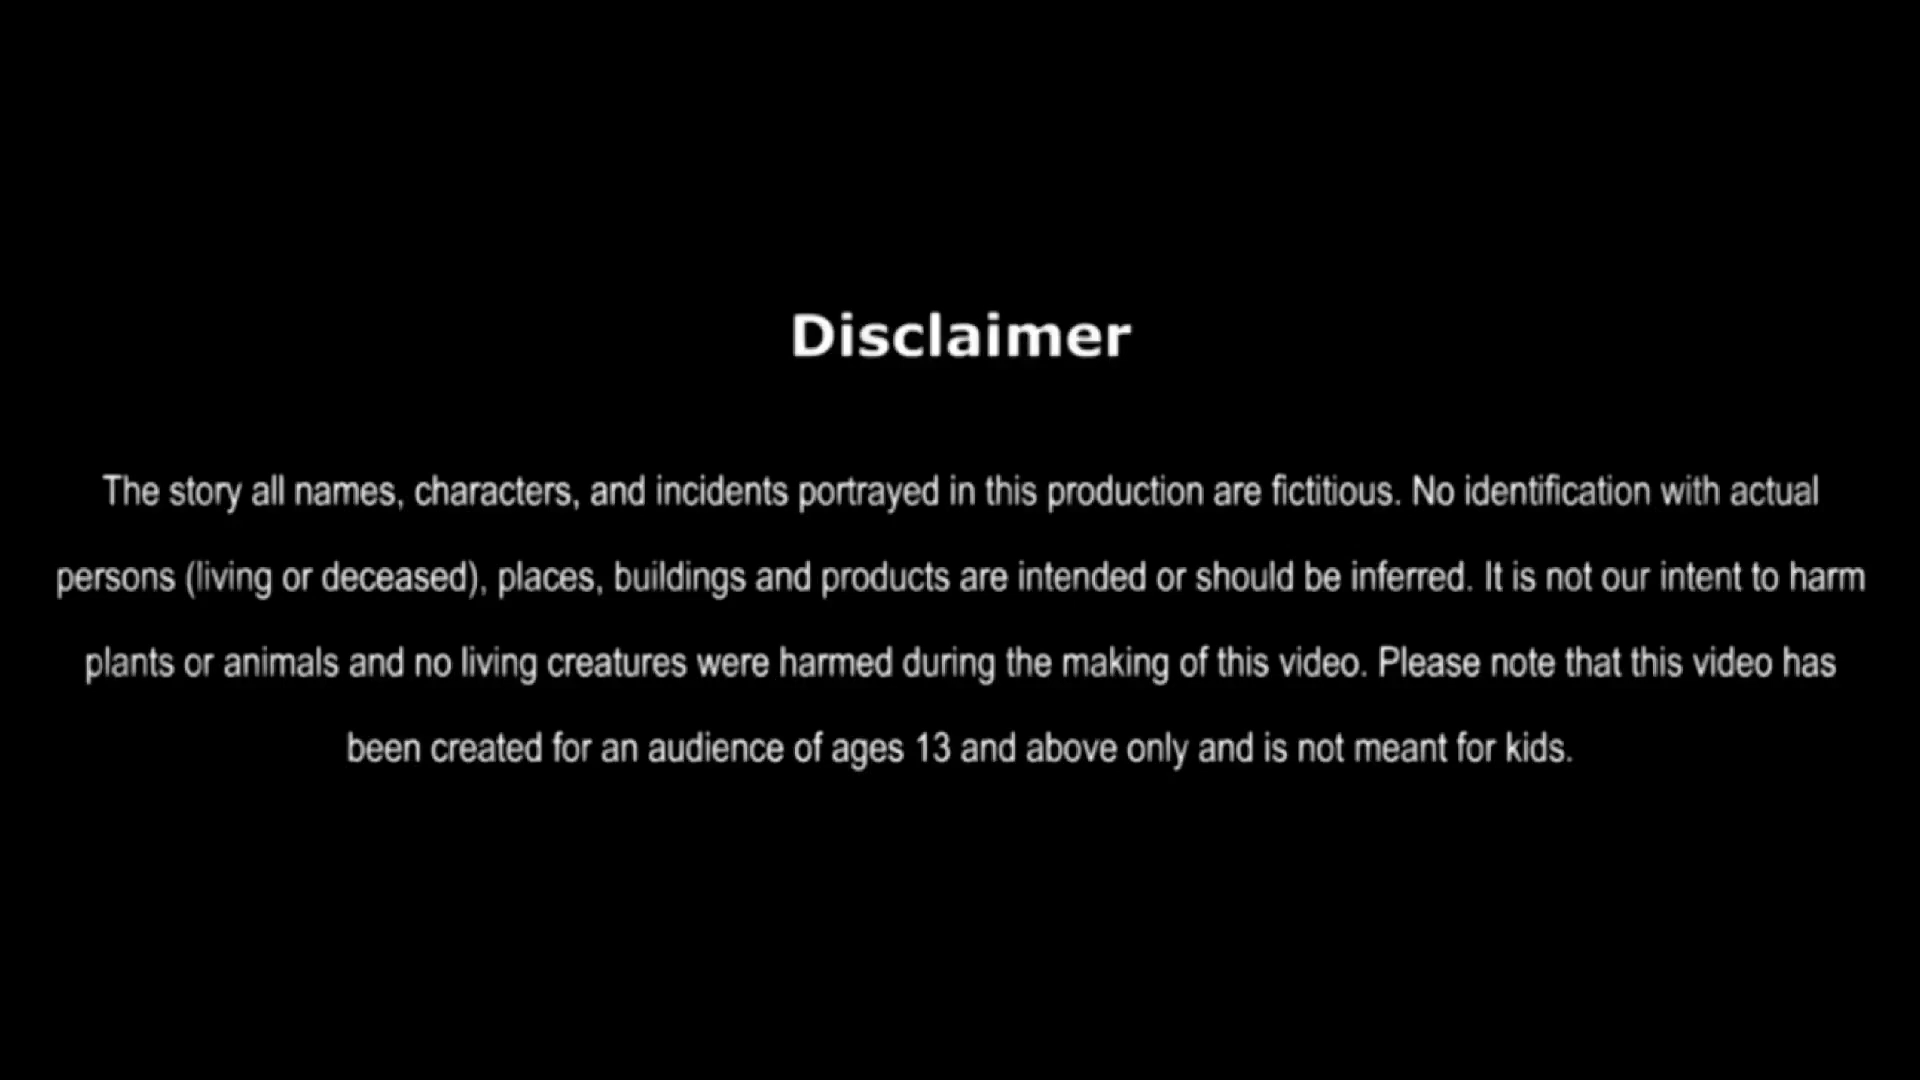 Disclaimer
The story all names, characters, and incidents portrayed in this production are fictitious. No identification with actual
persons (living or deceased), places, buildings and products are intended or should be inferred. It is not our intent to harm
plants or animals and no living creatures were harmed during the making of this video. Please note that this video has
been created for an audience of ages 13 and above only and is not meant for kids.